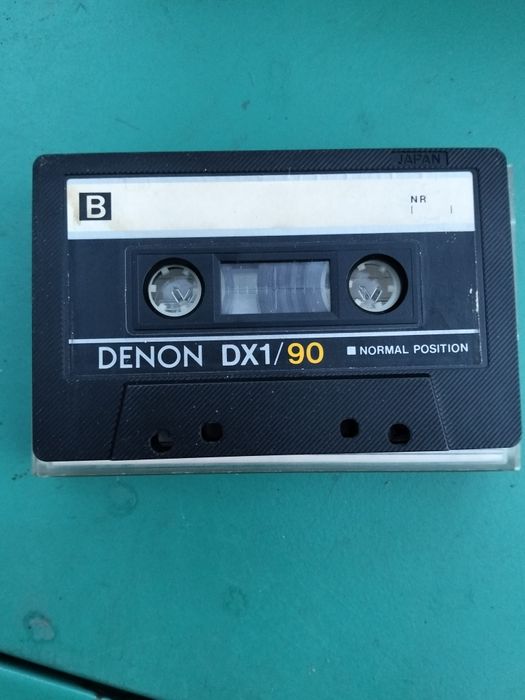 JAPAN
B
NR
DENON DX1/90 NORMAL POSITION